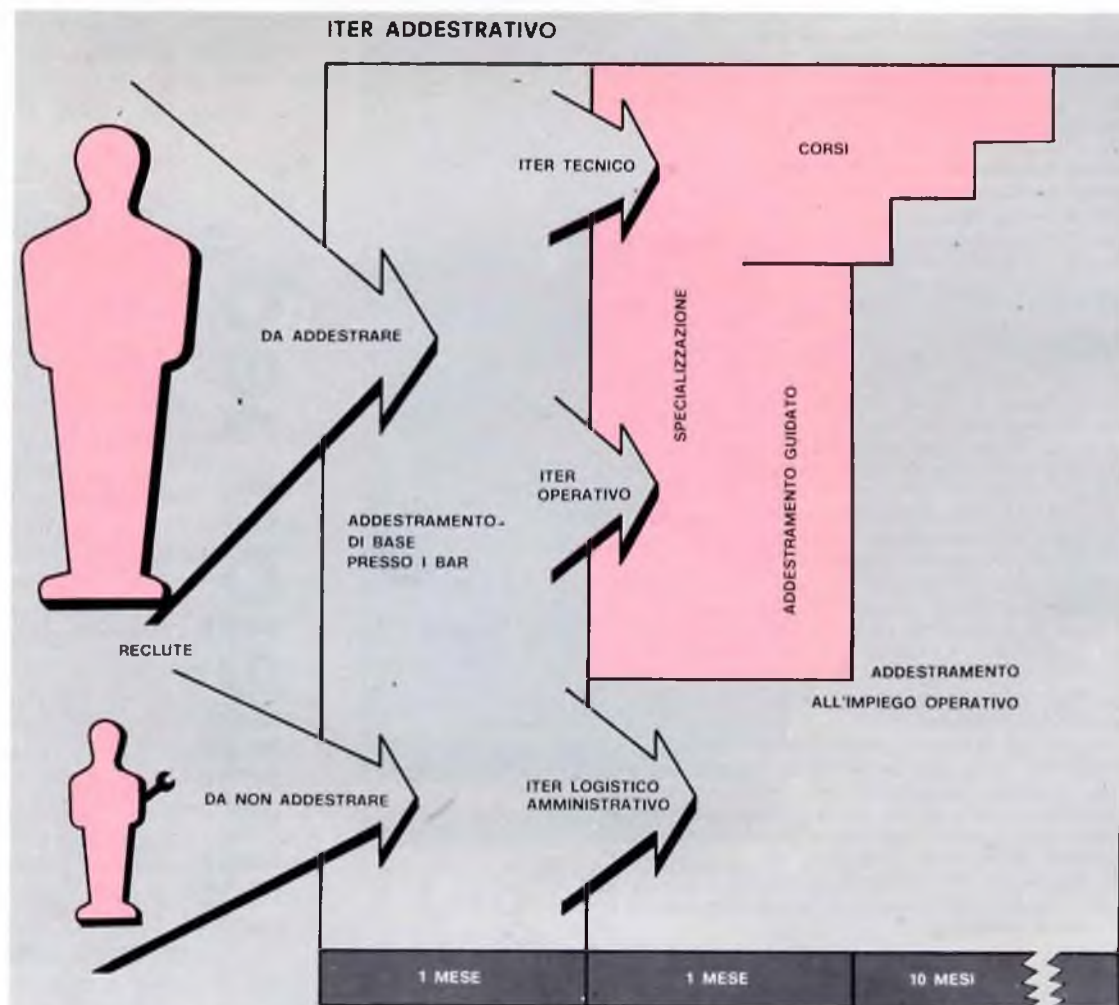 ITER ADDESTRATIVO
ITER TECNICO
CORSI
DA ADDESTRARE
SPECIALIZZAZIONE
ADDESTRAMENTO GUIDATO
ITER
OPERATIVO
ADDESTRAMENTO
DI BASE
PRESSO I BAR
RECLUTE
ADDESTRAMENTO
ALL'IMPIEGO OPERATIVO
DA NON ADDESTRARE
ITER LOGISTICO
AMMINISTRATIVO
1 MESE
1 MESE
10 MESI